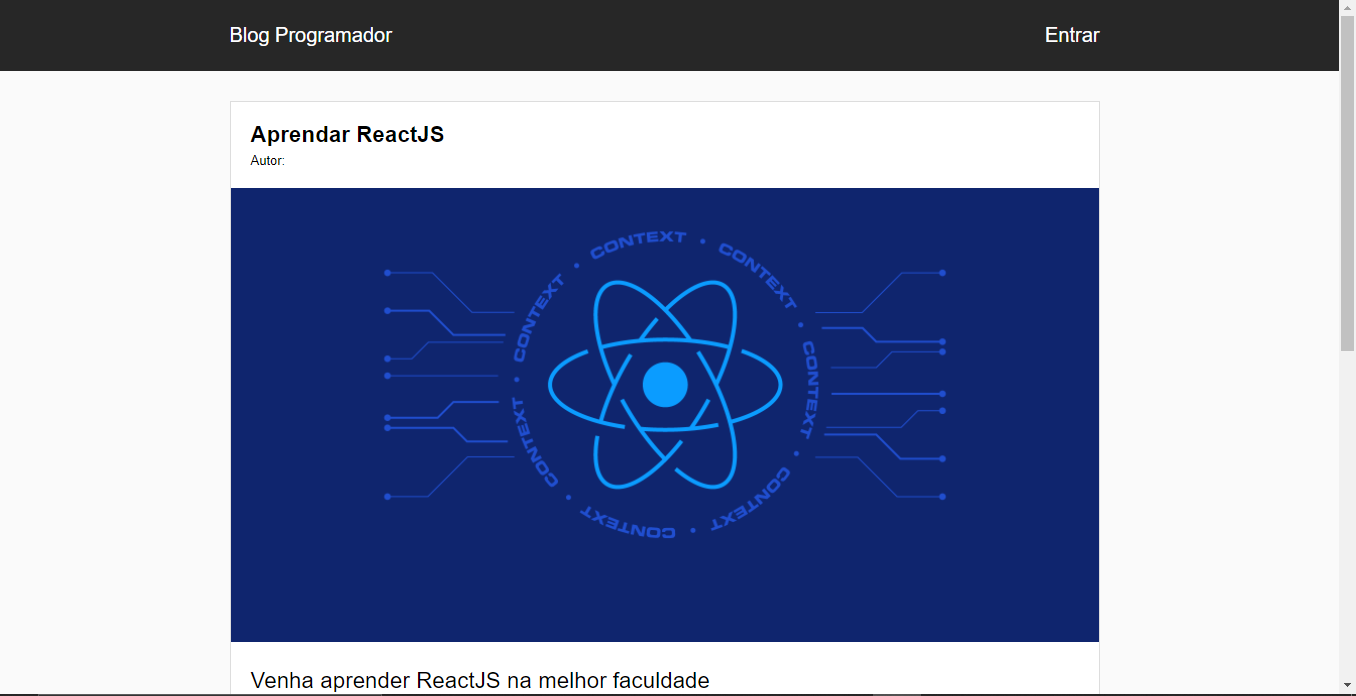 Blog Programador
Entrar
Aprendar ReactJS
Autor:
CONTEXT • CONTEXT • CONTEXT • CONTEXT • CONTEXT • CONTEXT • CONTEXT •
Venha aprender ReactJS na melhor faculdade